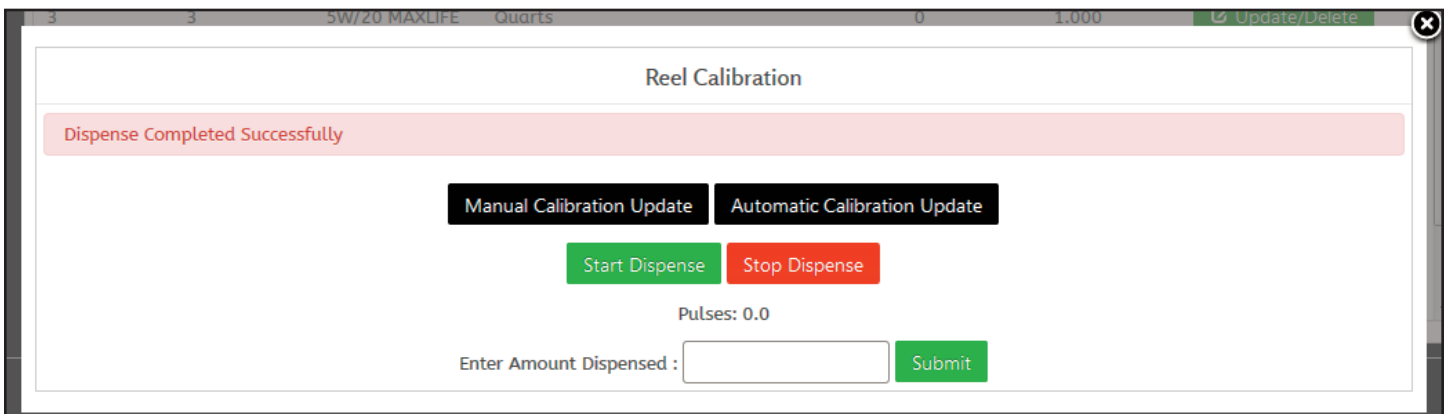 3 3 5W/20 MAXLIFE Quarts 0 1.000 Update/Delete
Reel Calibration
Dispense Completed Successfully
Manual Calibration Update Automatic Calibration Update
Start Dispense Stop Dispense
Pulses: 0.0
Enter Amount Dispensed : Submit